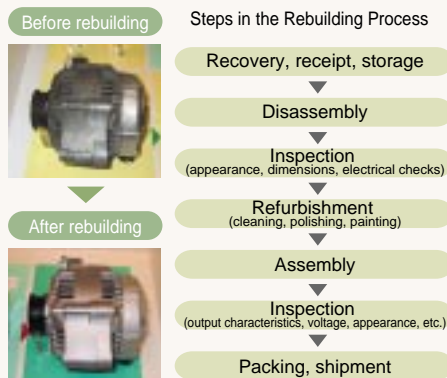 Before rebuilding
After rebuilding
Steps in the Rebuilding Process
Recovery, receipt, storage
Disassembly
Inspection
(appearance, dimensions, electrical checks)
Refurbishment
(cleaning, polishing, painting)
Assembly
Inspection
(output characteristics, voltage, appearance, etc.)
Packing, shipment